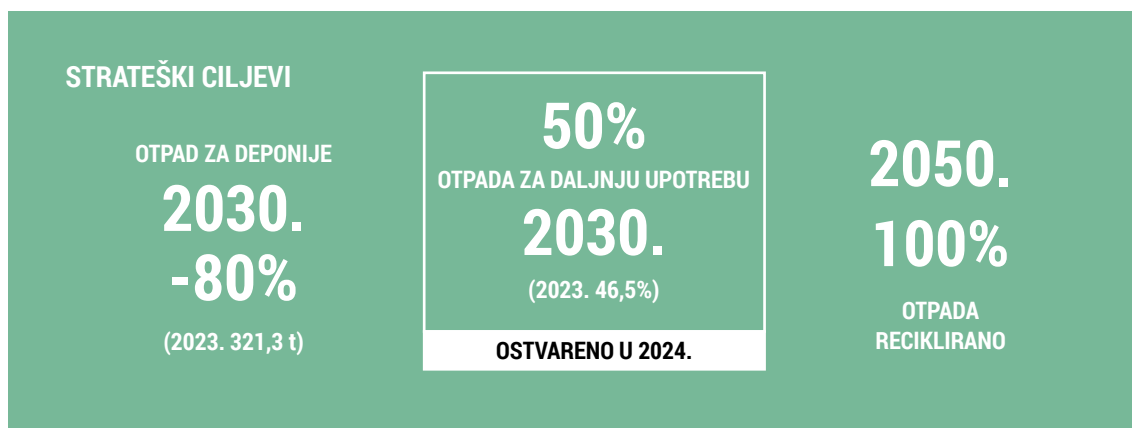 STRATEŠKI CILJEVI
OTPAD ZA DEPONIJE
2030.
-80%
(2023. 321,3 t)
50%
OTPADA ZA DALJNJU UPOTREBU
2030.
(2023. 46,5%)
OSTVARENO U 2024.
2050.
100%
OTPADA
RECIKLIRANO